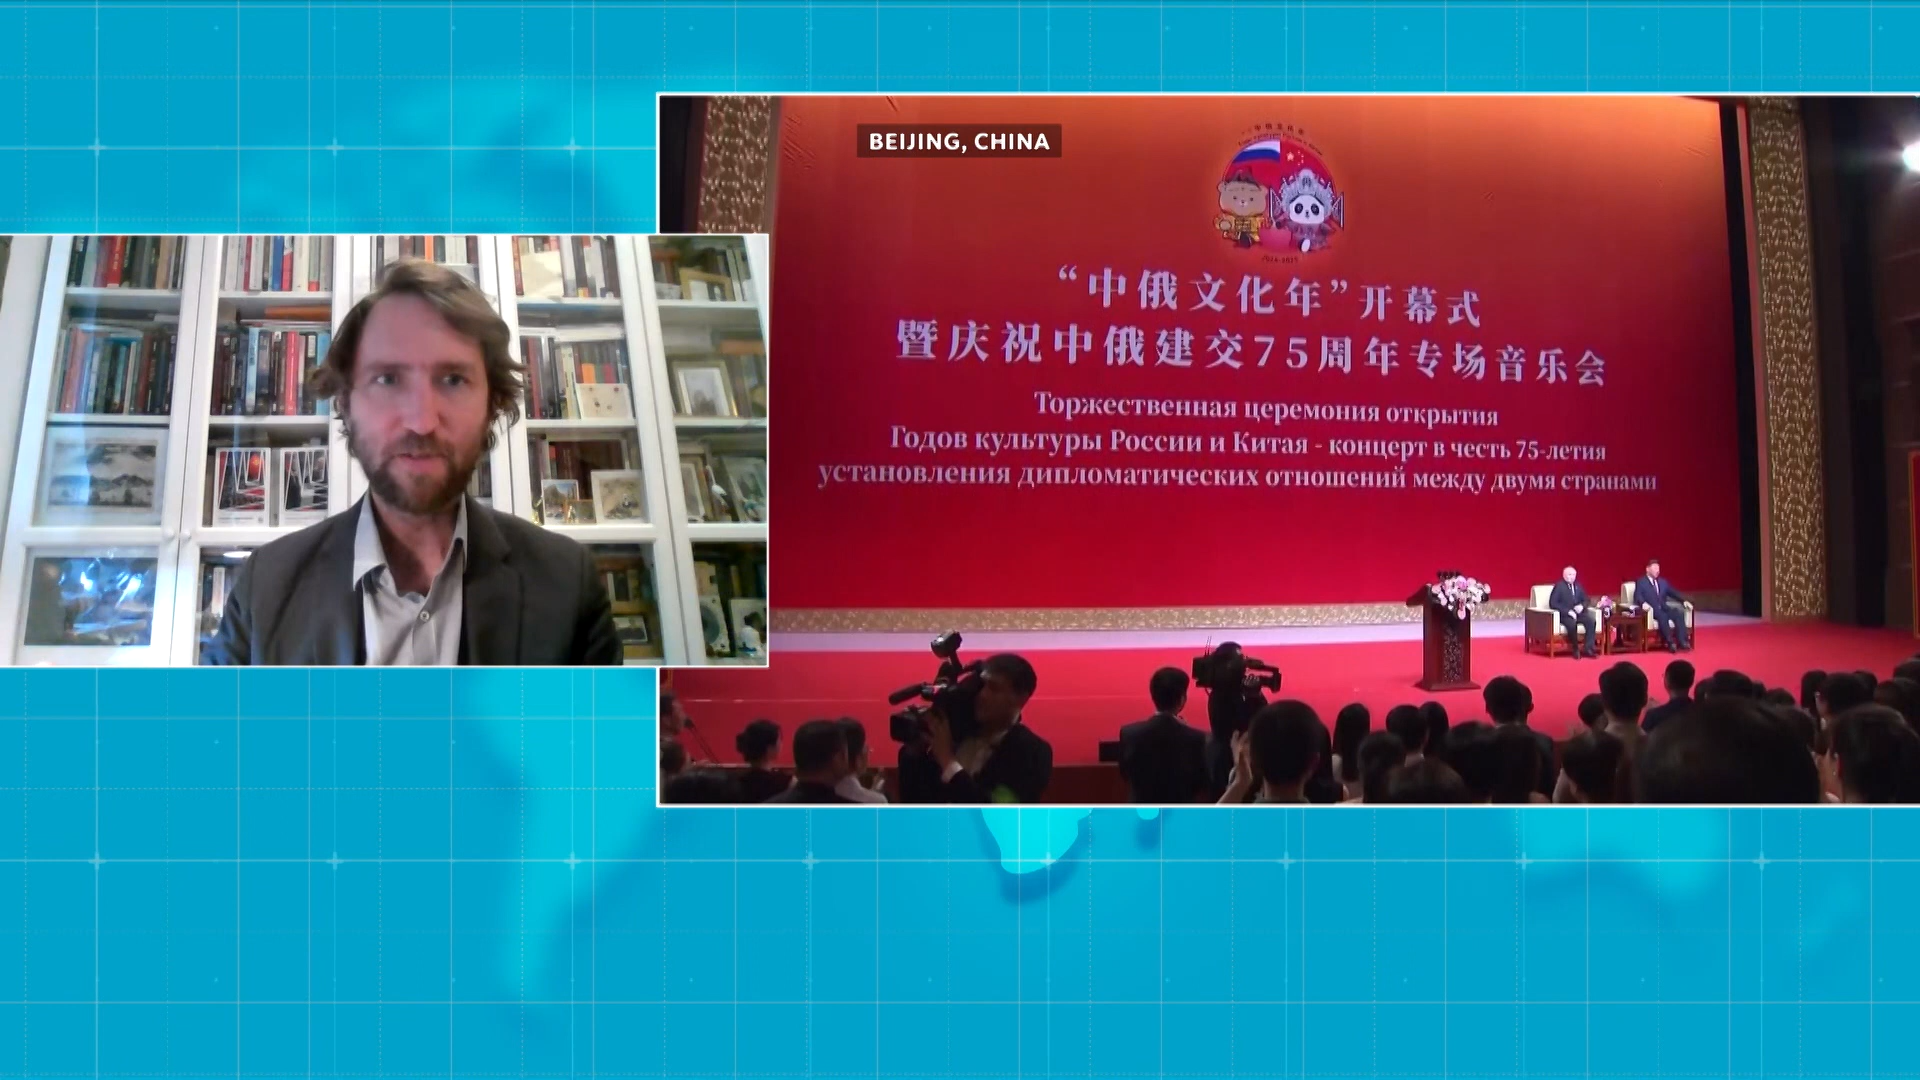 BEIJING, CHINA
“中俄文化年”开幕式
暨庆祝中俄建交75周年专场音乐会
Торжественная церемония открытия
Годов культуры России и Китая - концерт в честь 75-летия
установления дипломатических отношений между двумя странами